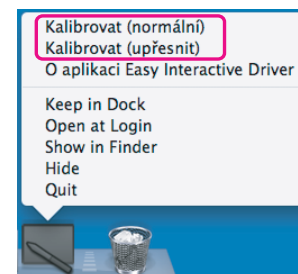 Kalibrovat (normální)
Kalibrovat (upřesnit)
O aplikaci Easy Interactive Driver
Keep in Dock
Open at Login
Show in Finder
Hide
Quit